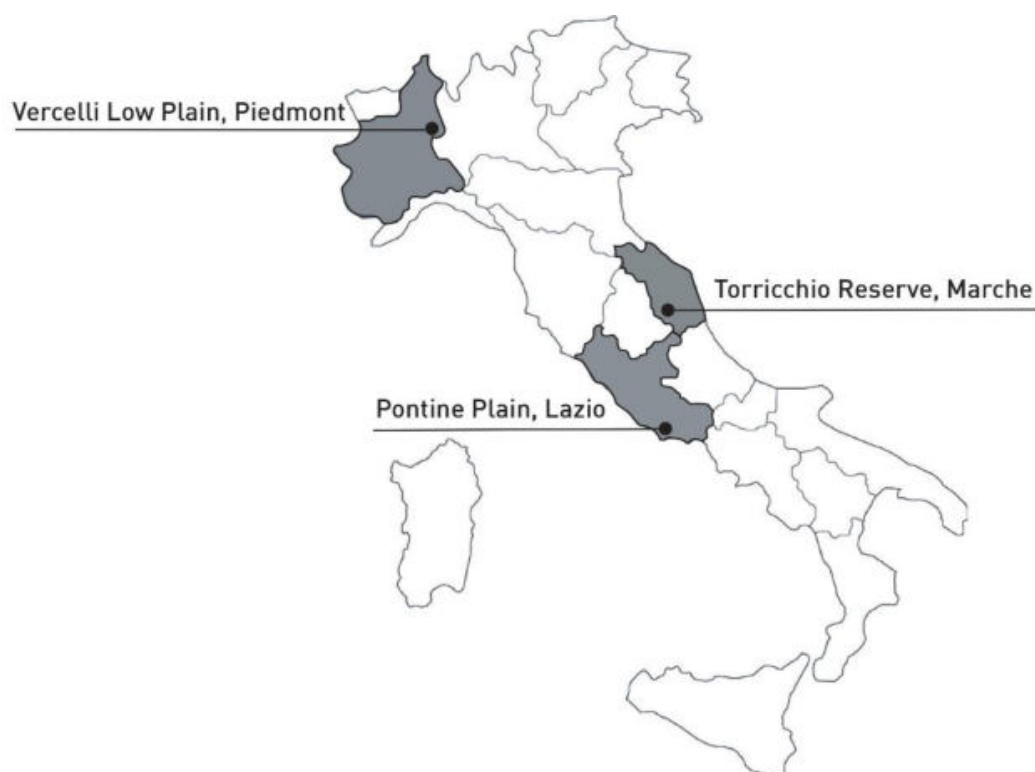 Vercelli Low Plain, Piedmont
Torricchio Reserve, Marche
Pontine Plain, Lazio